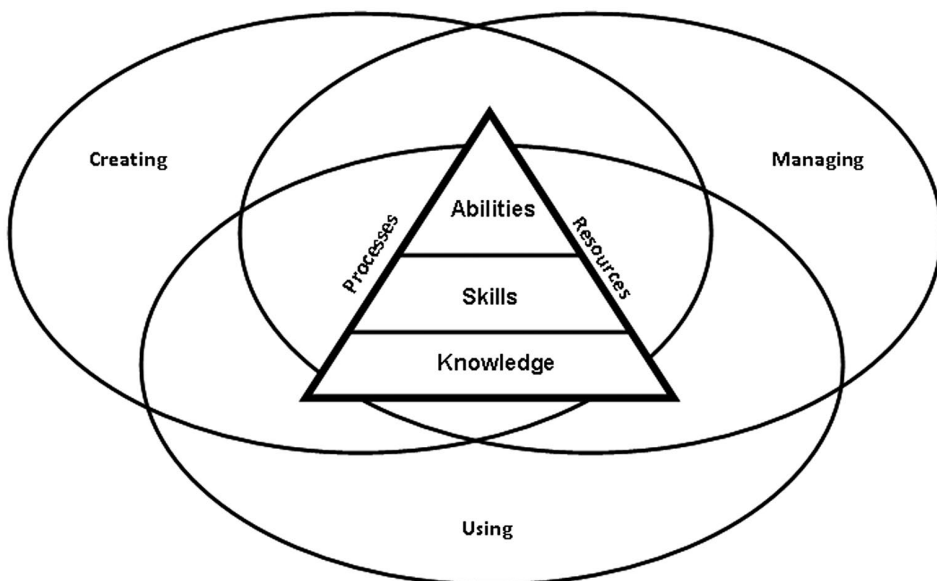 Creating
Managing
Abilities
Processes
Resources
Skills
Knowledge
Using